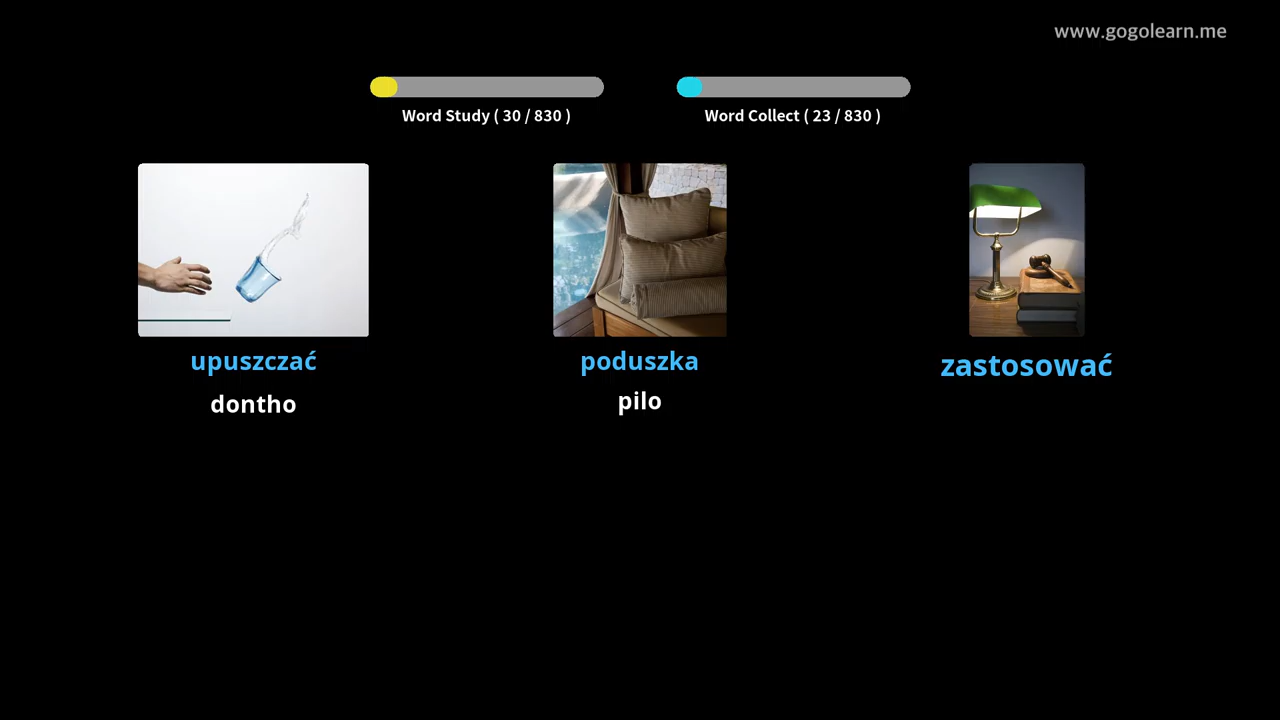 www.gogolearn.me
Word Study ( 30 / 830 )
Word Collect ( 23 / 830 )
upuszczać
poduszka
zastosować
dontho
pilo